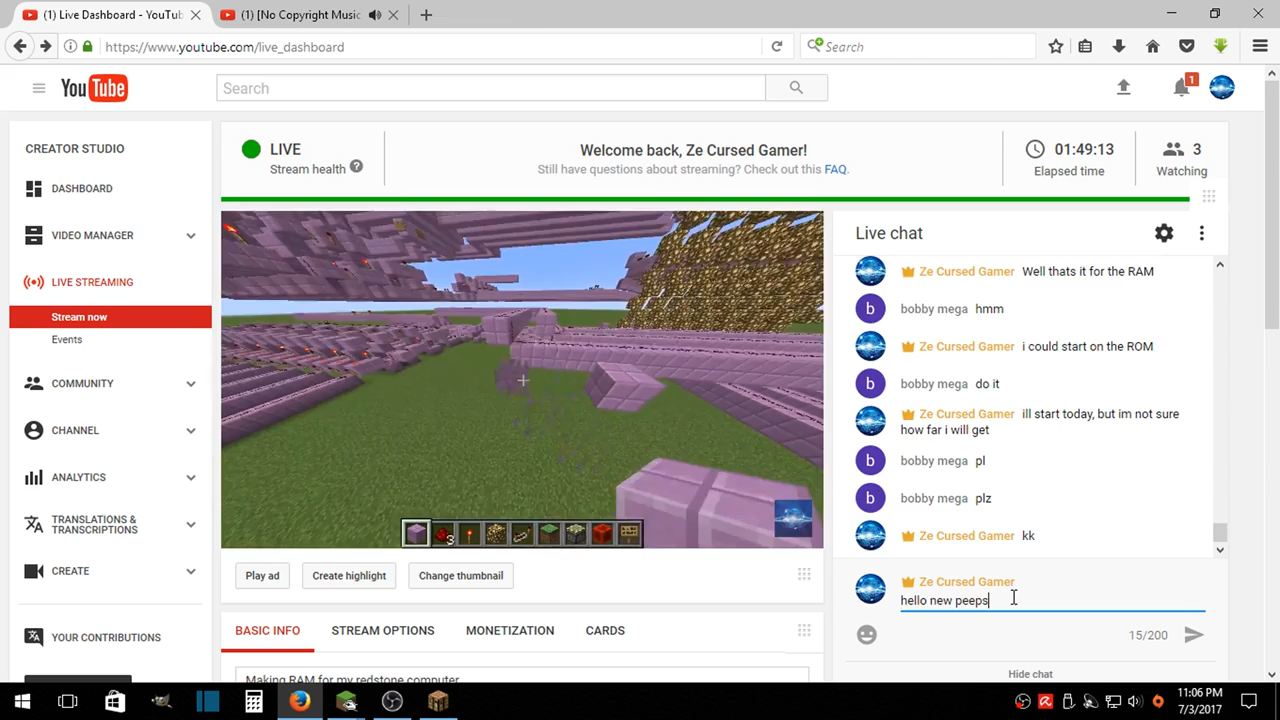 (1) Live Dashboard - YouTu
(1) [No Copyright Music
https://www.youtube.com/live_dashboard
Search
YouTube
Search
1
CREATOR STUDIO
DASHBOARD
VIDEO MANAGER
LIVE STREAMING
Stream now
Events
COMMUNITY
CHANNEL
ANALYTICS
TRANSLATIONS &
TRANSCRIPTIONS
CREATE
YOUR CONTRIBUTIONS
LIVE
Stream health ?
Welcome back, Ze Cursed Gamer!
Still have questions about streaming? Check out this FAQ.
01:49:13
Elapsed time
3
Watching
3
Play ad
Create highlight
Change thumbnail
BASIC INFO
STREAM OPTIONS
MONETIZATION
CARDS
Making RAM for my redstone computer
Live chat
Ze Cursed Gamer Well thats it for the RAM
b bobby mega hmm
Ze Cursed Gamer i could start on the ROM
b bobby mega do it
Ze Cursed Gamer ill start today, but im not sure
how far i will get
b bobby mega pl
b bobby mega plz
Ze Cursed Gamer kk
Ze Cursed Gamer
hello new peeps
15/200
Hide chat
11:06 PM
7/3/2017